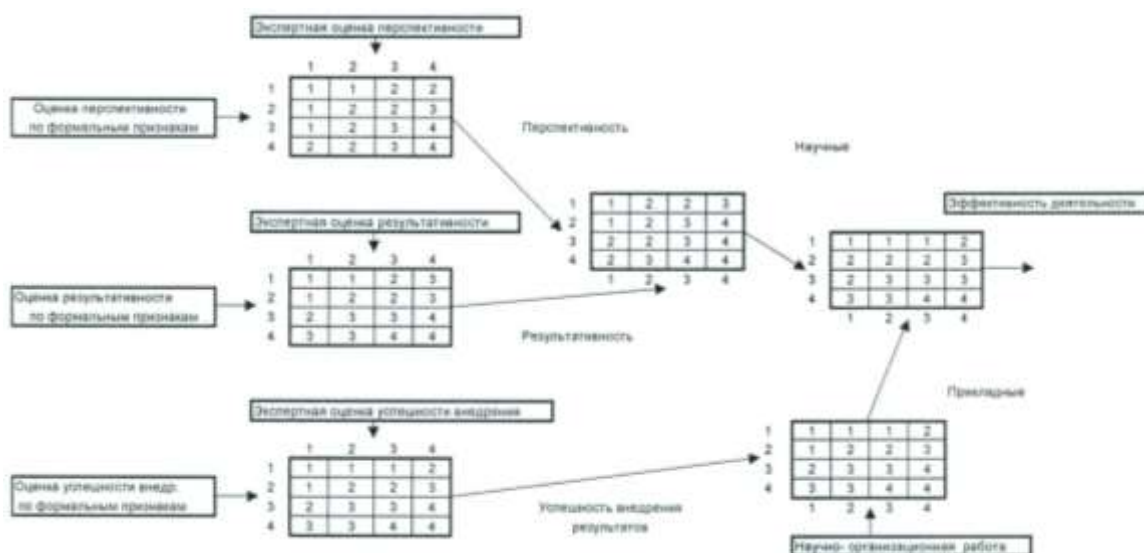 Экспертная оценка перспективности
1 2 3 4
1 1 1 2 2
2 1 2 2 3
3 1 2 3 4
4 2 2 3 4
Оценка перспективности
по формальным признакам
Перспективность
Научные
Экспертная оценка результативности
1 2 3 4
1 1 1 2 3
2 1 2 2 3
3 2 3 3 4
4 3 3 4 4
Оценка результативности
по формальным признакам
Результативность
1 1 2 2 3
2 1 2 3 4
3 2 2 3 4
4 2 3 4 4
1 2 3 4
Эффективность деятельности
1 1 1 1 2
2 2 2 2 3
3 2 3 3 3
4 3 3 4 4
1 2 3 4
Прикладные
Экспертная оценка успешности внедрения
1 2 3 4
1 1 1 1 2
2 1 2 2 3
3 2 3 3 4
4 3 3 4 4
Оценка успешности внедр.
по формальным признакам
Успешность внедрения
результатов
1 1 1 1 2
2 1 2 2 3
3 2 3 3 4
4 3 3 4 4
1 2 3 4
Научно- организационная работа